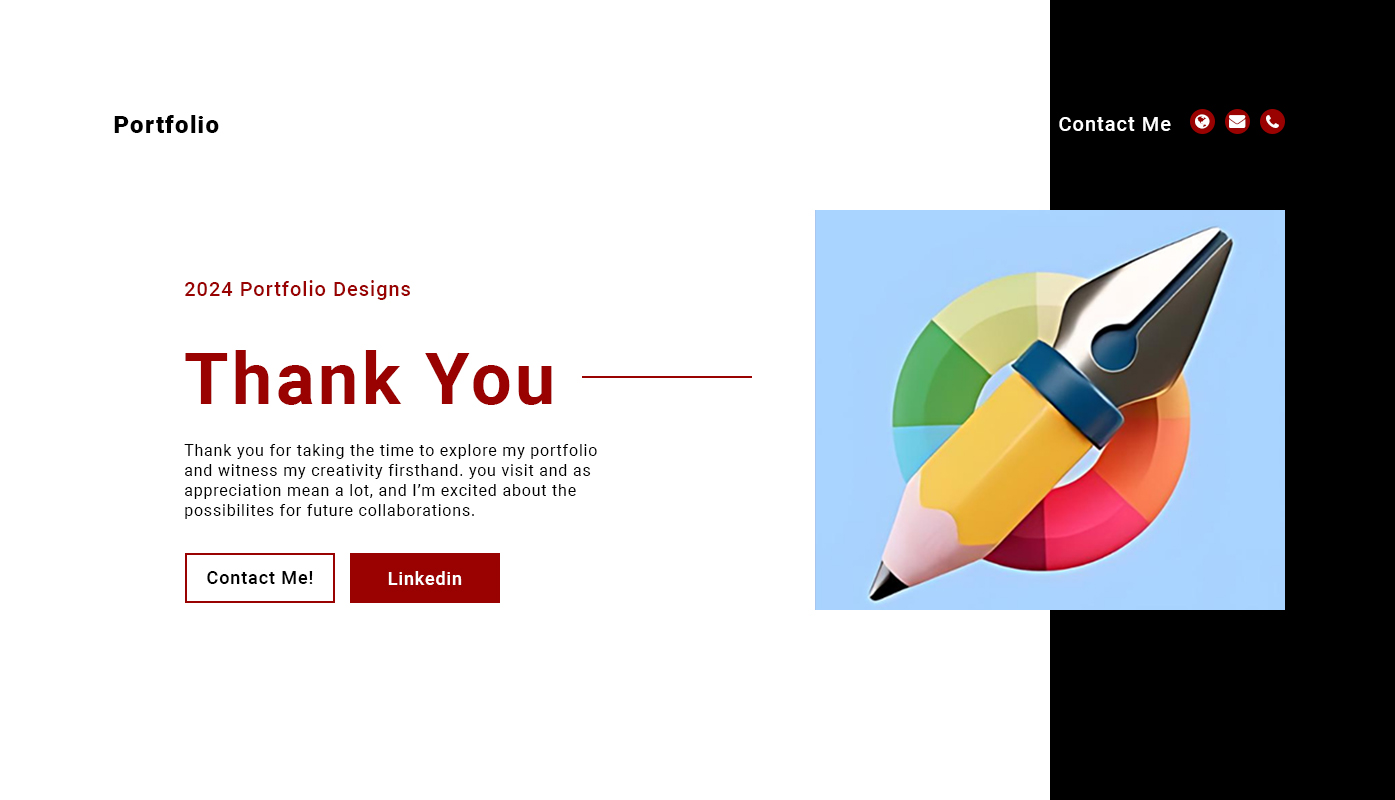 Portfolio
Contact Me
2024 Portfolio Designs
Thank You
Thank you for taking the time to explore my portfolio
and witness my creativity firsthand. you visit and as
appreciation mean a lot, and I’m excited about the
possibilites for future collaborations.
Contact Me!
Linkedin